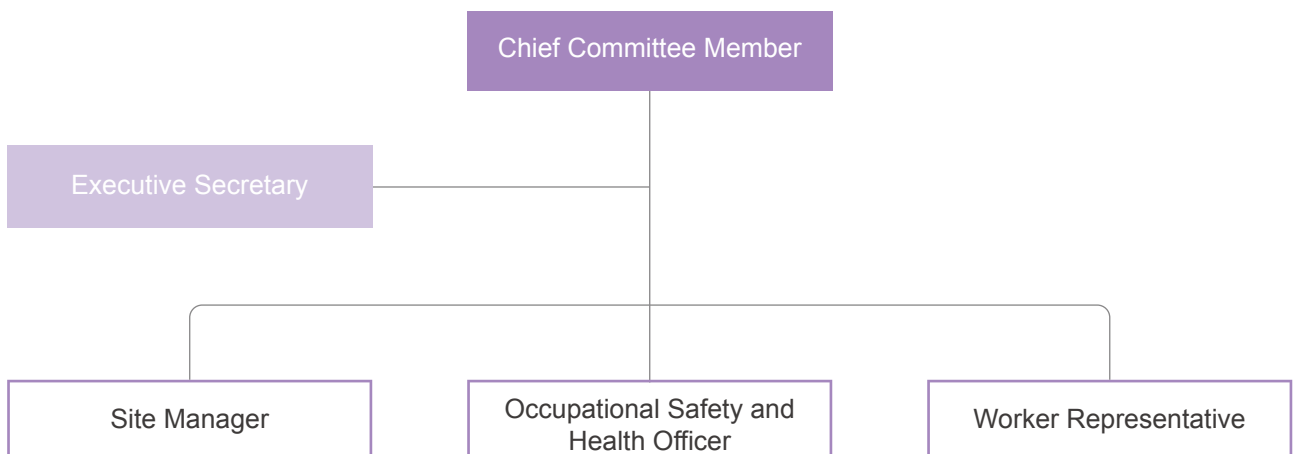 Chief Committee Member
Executive Secretary
Site Manager
Occupational Safety and
Health Officer
Worker Representative